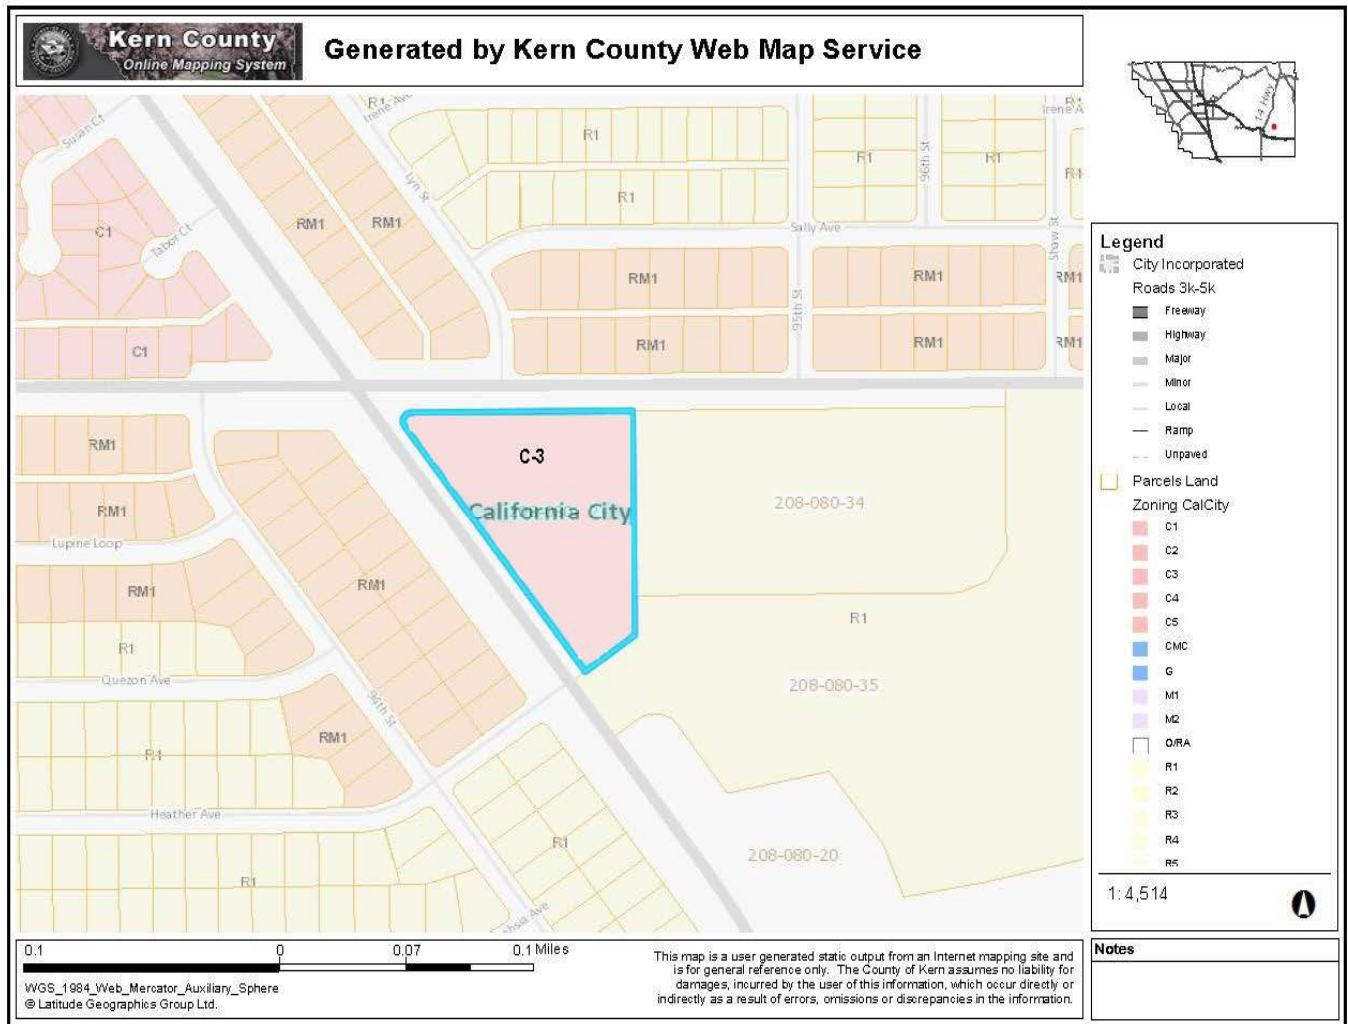 Kern County
Online Mapping System
Generated by Kern County Web Map Service
14 Hwy
Susan Ct
R1
Irene Ave
R1
Irene A
Lyn St
R1
R1
96th St
R1
R1
C1
Tabor Ct
RM1
RM1
R1
Sally Ave
Shaw St
RM1
RM1
RM1
95th St
C1
RM1
RM1
RM1
RM1
C-3
California City
208-080-34
RM1
Lupine Loop
RM1
RM1
R1
R1
208-080-35
Quezon Ave
94th St
RM1
R1
Heather Ave
R1
208-080-20
R1
Legend
City Incorporated
Roads 3k-5k
Freeway
Highway
Major
Minor
Local
Ramp
Unpaved
Parcels Land
Zoning CalCity
C1
C2
C3
C4
C5
CMC
G
M1
M2
O/RA
R1
R2
R3
R4
R5
1: 4,514
0.1 0 0.07 0.1 Miles
WGS_1984_Web_Mercator_Auxiliary_Sphere
© Latitude Geographics Group Ltd.
This map is a user generated static output from an Internet mapping site and
is for general reference only. The County of Kern assumes no liability for
damages, incurred by the user of this information, which occur directly or
indirectly as a result of errors, omissions or discrepancies in the information.
Notes